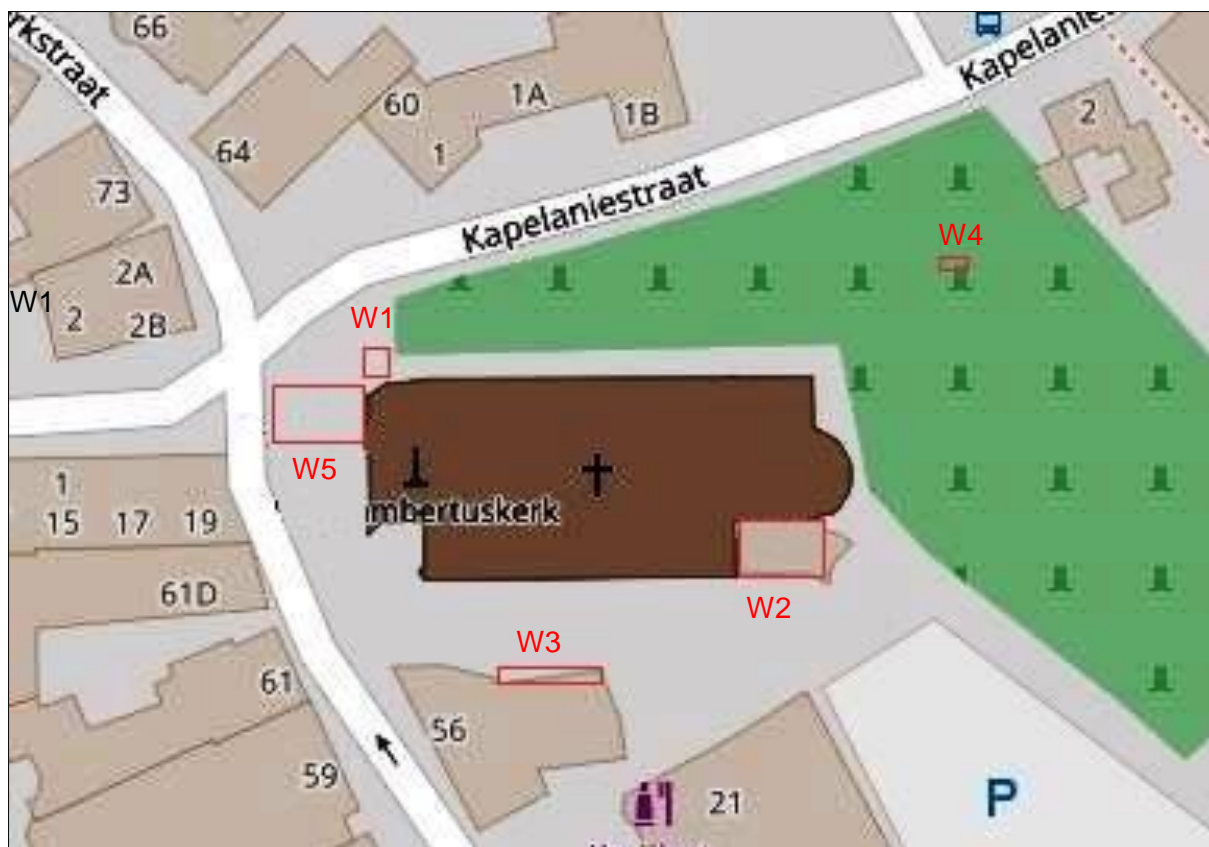 rkstraat
66
60
1A
1B
64
1
Kapelanie
2
73
Kapelaniestraat
2A
W1
2
2B
W1
W4
W5
1
15
17
19
mbertuskerk
61D
W2
W3
61
56
59
21
P